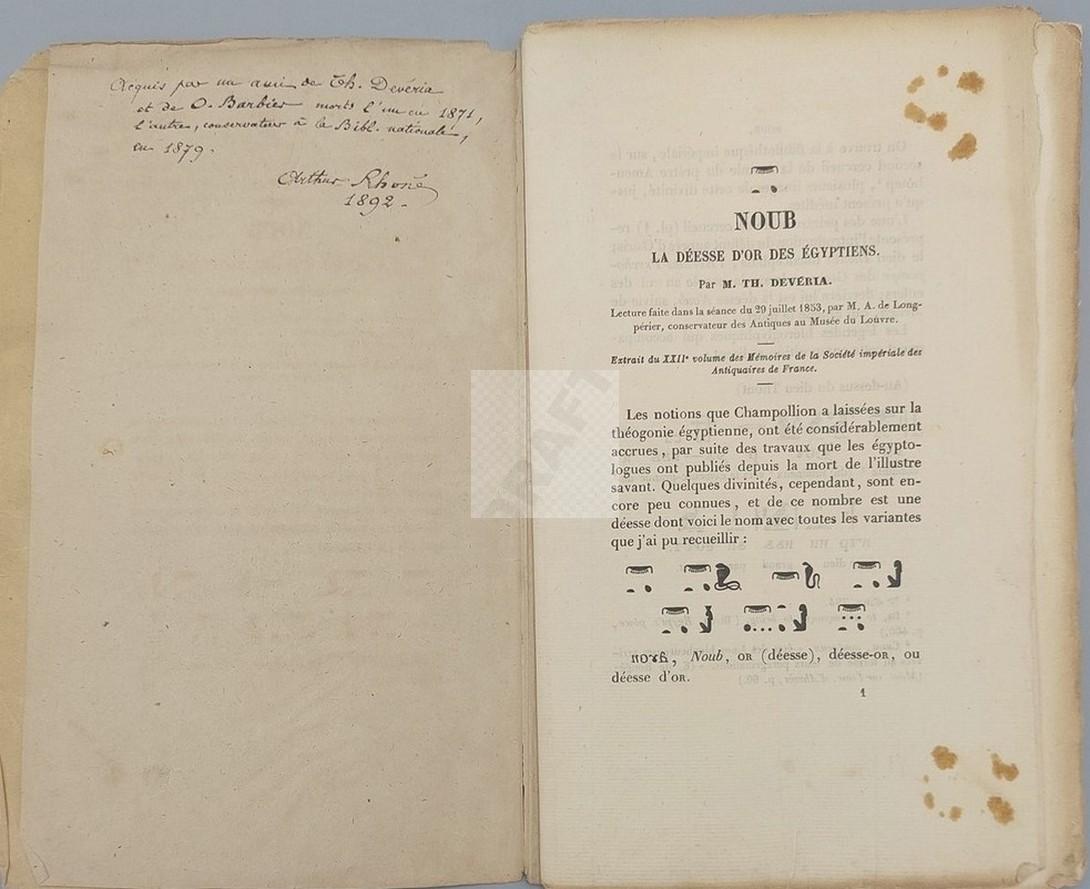 Acquis par un ami de Th. Devéria
et de O. Barbier morts l'un en 1871,
l'autre, conservateur à la Bibl. nationale,
en 1879.
Arthur Rhoné
1892.
NOUB
LA DÉESSE D'OR DES ÉGYPTIENS.
Par M. TH. DEVÉRIA.
Lecture faite dans la séance du 29 juillet 1853, par M. A. de Long-
périer, conservateur des Antiques au Musée du Louvre.
Extrait du XXIIe volume des Mémoires de la Société impériale des
Antiquaires de France.
Les notions que Champollion a laissées sur la
théogonie égyptienne, ont été considérablement
accrues, par suite des travaux que les égypto-
logues ont publiés depuis la mort de l'illustre
savant. Quelques divinités, cependant, sont en-
core peu connues, et de ce nombre est une
déesse dont voici le nom avec toutes les variantes
que j'ai pu recueillir :
ⲛⲟⲩⲃ, Noub, OR (déesse), déesse-OR, ou
déesse d'OR.
1
DRAFT